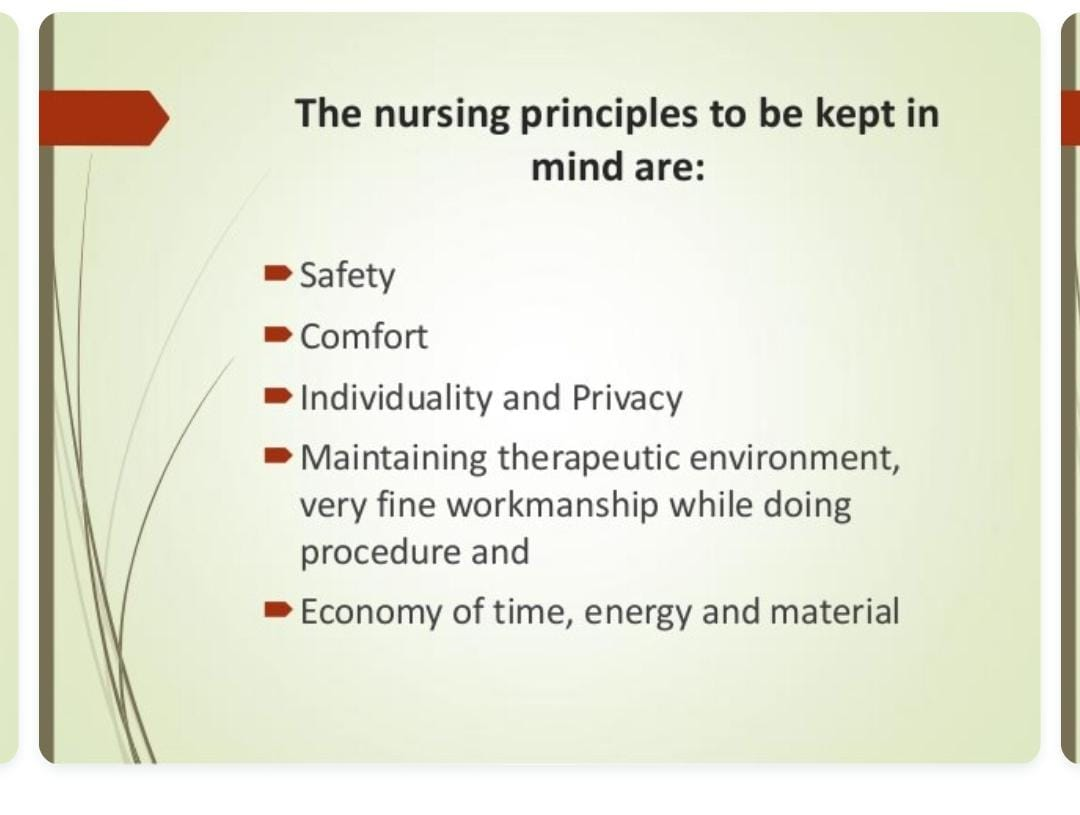 The nursing principles to be kept in
mind are:
Safety
Comfort
Individuality and Privacy
Maintaining therapeutic environment,
very fine workmanship while doing
procedure and
Economy of time, energy and material